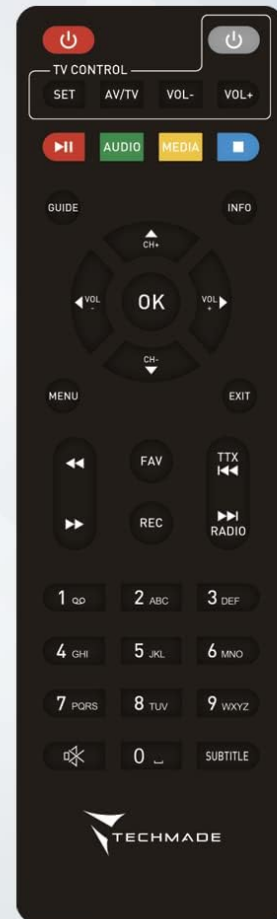 TV CONTROL
SET AV/TV VOL- VOL+
AUDIO MEDIA
GUIDE INFO
CH+
VOL - OK VOL +
CH-
MENU EXIT
FAV TTX
REC RADIO
1 2 ABC 3 DEF
4 GHI 5 JKL 6 MNO
7 PQRS 8 TUV 9 WXYZ
0 SUBTITLE
TECHMADE